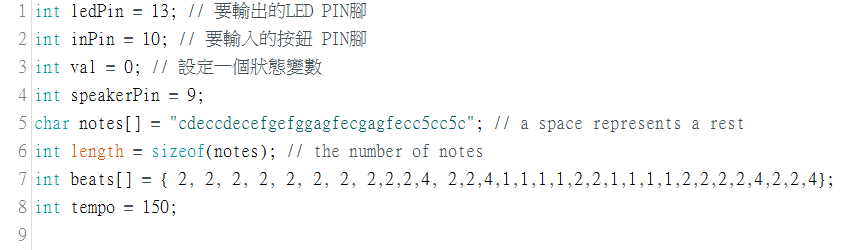 1 int ledPin = 13; // 要輸出的LED PIN腳
2 int inPin = 10; // 要輸入的按鈕 PIN腳
3 int val = 0; // 設定一個狀態變數
4 int speakerPin = 9;
5 char notes[] = "cdeccdecefgefggagfecgagfecc5cc5c"; // a space represents a rest
6 int length = sizeof(notes); // the number of notes
7 int beats[] = { 2, 2, 2, 2, 2, 2, 2, 2,2,2,4, 2,2,4,1,1,1,1,2,2,1,1,1,1,2,2,2,2,4,2,2,4};
8 int tempo = 150;
9